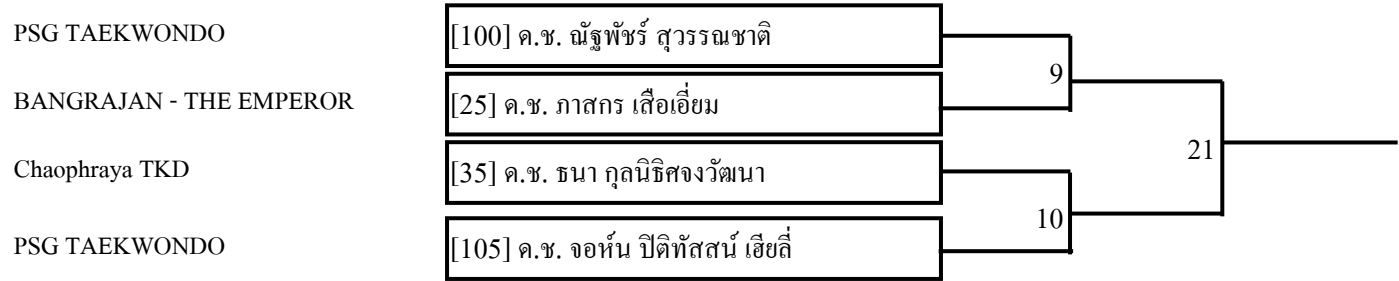 PSG TAEKWONDO [100] ด.ช. ณัฐพัชร์ สุวรรณชาติ
9
BANGRAJAN - THE EMPEROR [25] ด.ช. ภาสกร เสือเอี่ยม
21
Chaophraya TKD [35] ด.ช. ธนา กุลนิธิศจงวัฒนา
10
PSG TAEKWONDO [105] ด.ช. จอห์น ปิติทัสสน์ เฮียลี่